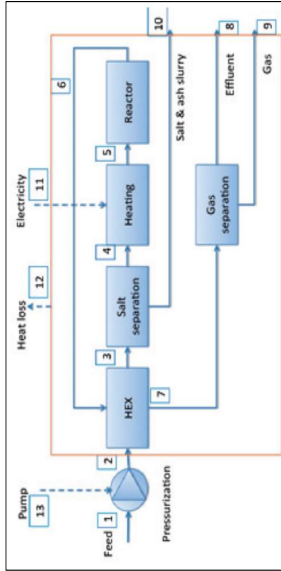 Pump
13
Feed
1
2
Pressurization
HEX
3
Salt
separation
4
Heating
5
Reactor
6
7
Gas
separation
8
Effluent
9
Gas
10
Salt & ash slurry
Electricity
11
Heat loss
12